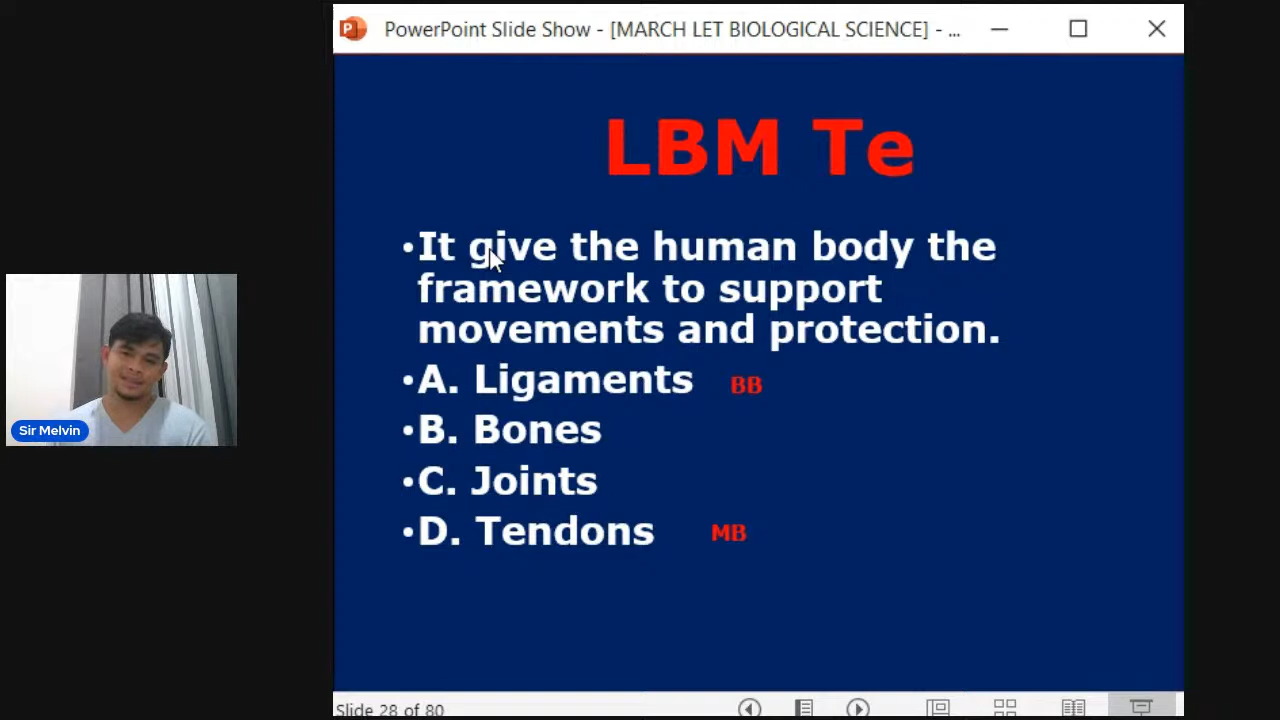 PowerPoint Slide Show - [MARCH LET BIOLOGICAL SCIENCE] - ...
LBM Te
•It give the human body the
framework to support
movements and protection.
•A. Ligaments BB
•B. Bones
•C. Joints
•D. Tendons MB
Sir Melvin
Slide 28 of 80